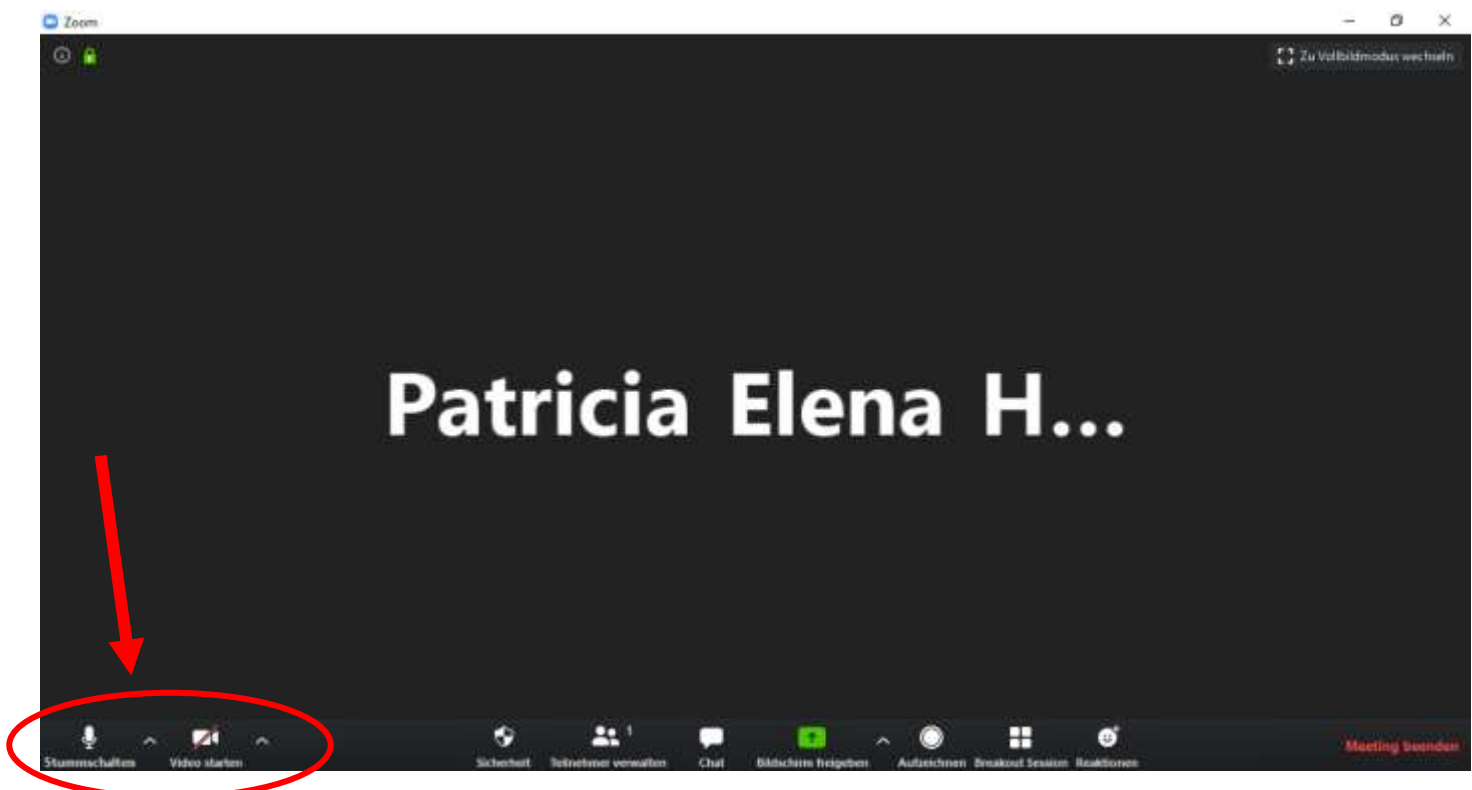 Zoom
Zu Vollbildmodus wechseln
Patricia Elena H...
1
Stummschalten Video starten Sicherheit Teilnehmer verwalten Chat Bildschirm freigeben Aufzeichnen Breakout Session Reaktionen Meeting beenden